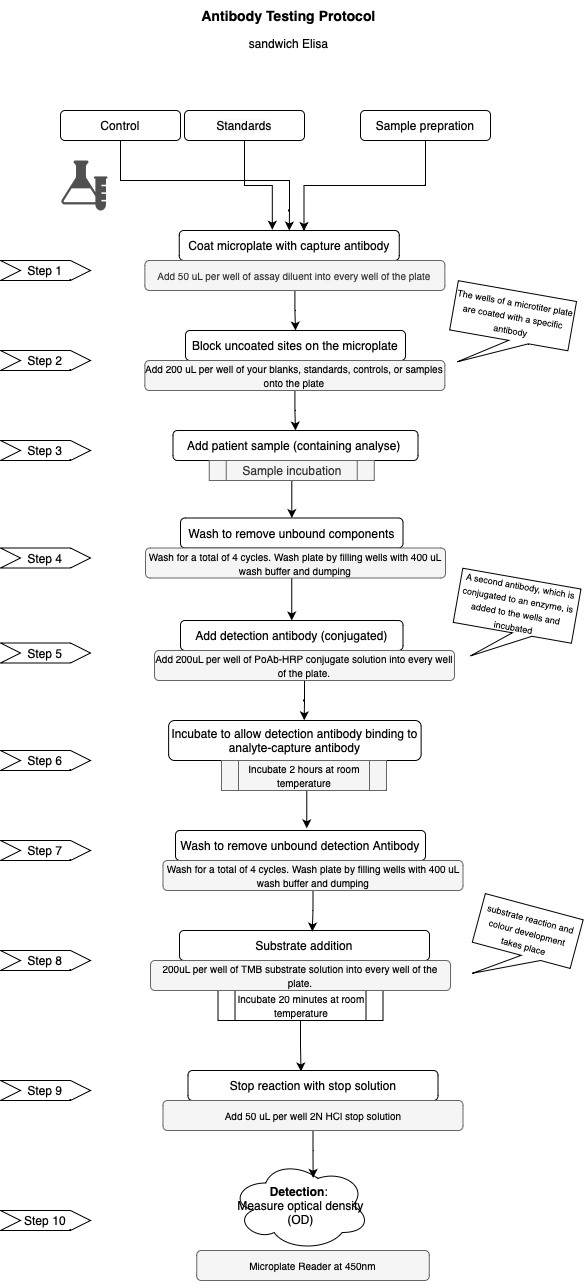 Antibody Testing Protocol
sandwich Elisa
Control
Standards
Sample prepration
Coat microplate with capture antibody
Step 1
Add 50 uL per well of assay diluent into every well of the plate
The wells of a microtiter plate
are coated with a specific
antibody
Block uncoated sites on the microplate
Step 2
Add 200 uL per well of your blanks, standards, controls, or samples
onto the plate
Add patient sample (containing analyse)
Step 3
Sample incubation
Wash to remove unbound components
Step 4
Wash for a total of 4 cycles. Wash plate by filling wells with 400 uL
wash buffer and dumping
A second antibody, which is
conjugated to an enzyme, is
added to the wells and
incubated
Add detection antibody (conjugated)
Step 5
Add 200uL per well of PoAb-HRP conjugate solution into every well
of the plate.
Incubate to allow detection antibody binding to
analyte-capture antibody
Step 6
Incubate 2 hours at room
temperature
Wash to remove unbound detection Antibody
Step 7
Wash for a total of 4 cycles. Wash plate by filling wells with 400 uL
wash buffer and dumping
substrate reaction and
colour development
takes place
Substrate addition
Step 8
200uL per well of TMB substrate solution into every well of the
plate.
Incubate 20 minutes at room
temperature
Stop reaction with stop solution
Step 9
Add 50 uL per well 2N HCl stop solution
Detection:
Measure optical density
(OD)
Step 10
Microplate Reader at 450nm